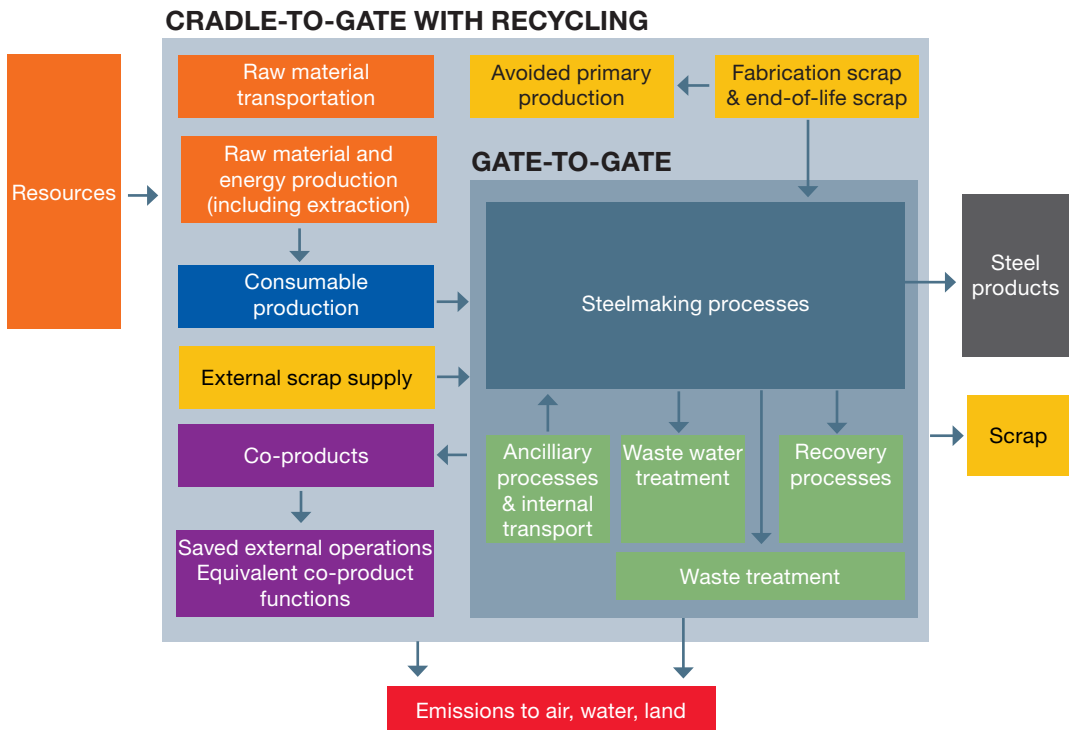 CRADLE-TO-GATE WITH RECYCLING
Resources
Raw material
transportation
Avoided primary
production
Fabrication scrap
& end-of-life scrap
Raw material and
energy production
(including extraction)
GATE-TO-GATE
Consumable
production
Steelmaking processes
Steel
products
External scrap supply
Scrap
Co-products
Ancilliary
processes
& internal
transport
Waste water
treatment
Recovery
processes
Saved external operations
Equivalent co-product
functions
Waste treatment
Emissions to air, water, land